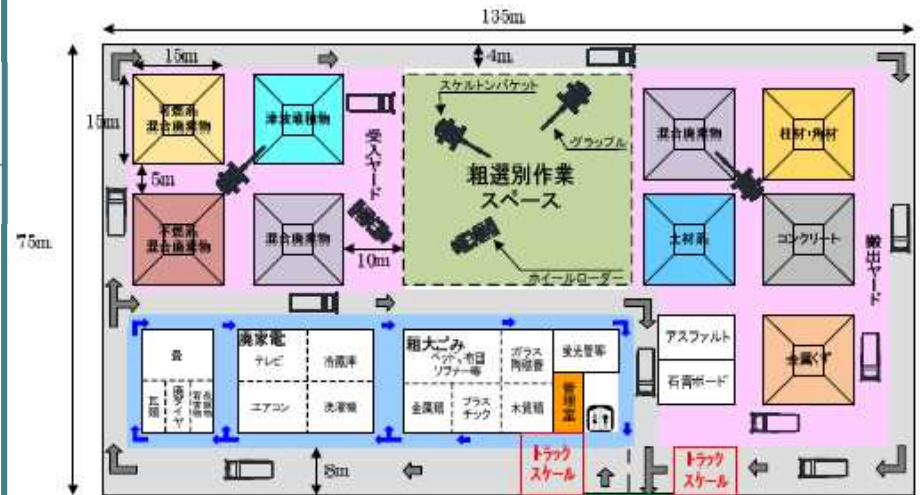 135m
15m
4m
スケルトンバケット
グラップル
可燃系
混合廃棄物
津波堆積物
15m
受入ヤード
粗選別作業
スペース
混合廃棄物
柱材・角材
5m
75m
不燃系
混合廃棄物
混合廃棄物
10m
ホイールローダー
土材系
コンクリート
搬出ヤード
畳
廃家電
テレビ
冷蔵庫
粗大ごみ
ベッド、布団
ソファー等
ガラス
陶磁器
蛍光管等
アスファルト
金属くず
瓦類
廃タイヤ
エアコン
洗濯機
金属類
プラス
チック
木質類
管理室
石膏ボード
8m
トラック
スケール
トラック
スケール